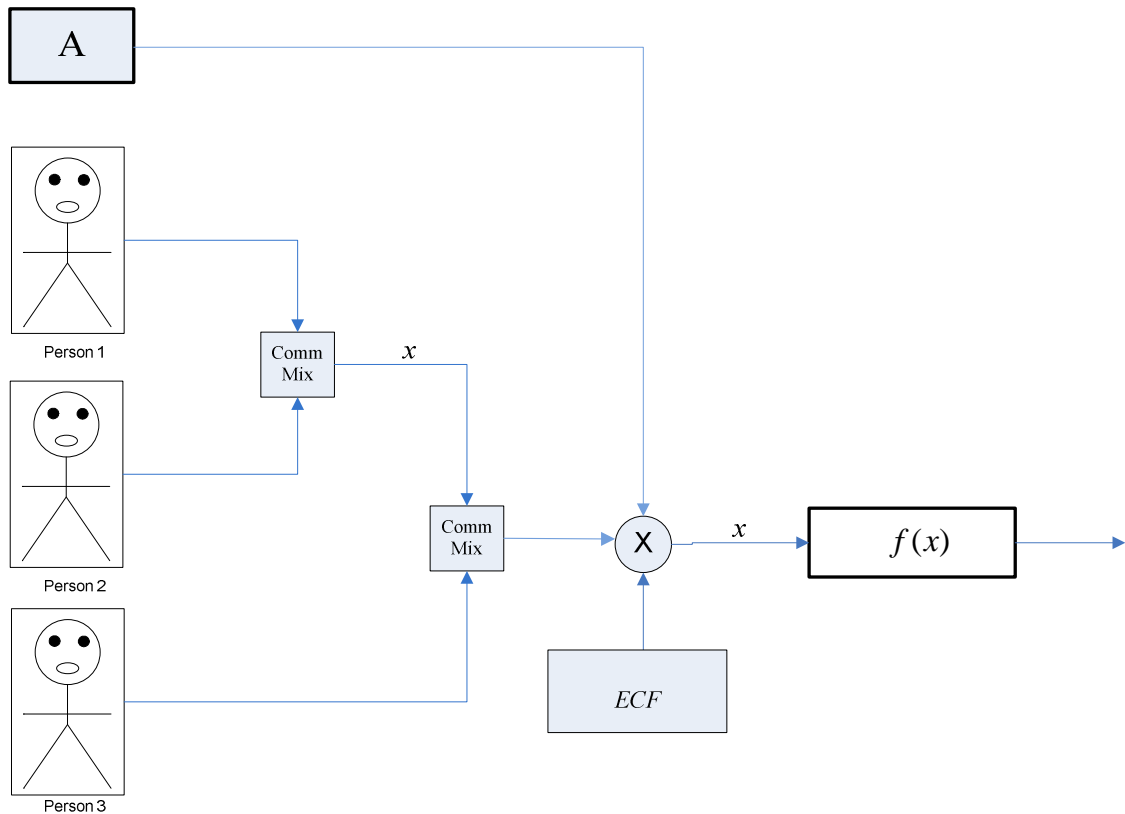 A
Person 1
Comm
Mix
x
Person 2
Comm
Mix
X
x
f(x)
Person 3
ECF